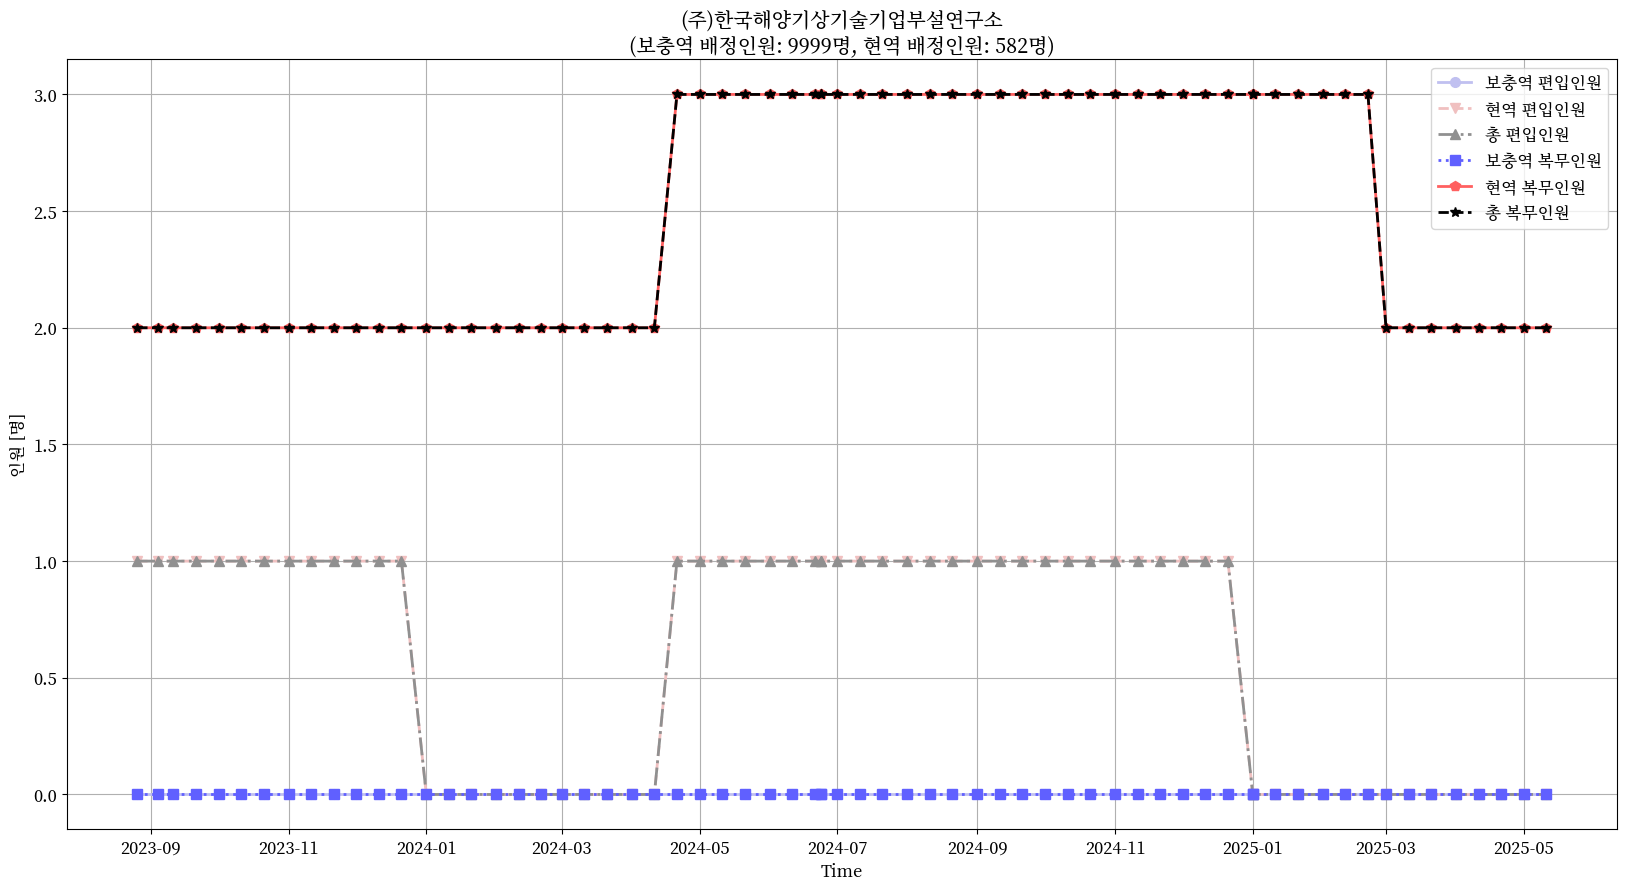 (주)한국해양기상기술기업부설연구소
(보충역 배정인원: 9999명, 현역 배정인원: 582명)
보충역 편입인원
현역 편입인원
총 편입인원
보충역 복무인원
현역 복무인원
총 복무인원
인원 [명]
3.0
2.5
2.0
1.5
1.0
0.5
0.0
2023-09 2023-11 2024-01 2024-03 2024-05 2024-07 2024-09 2024-11 2025-01 2025-03 2025-05
Time